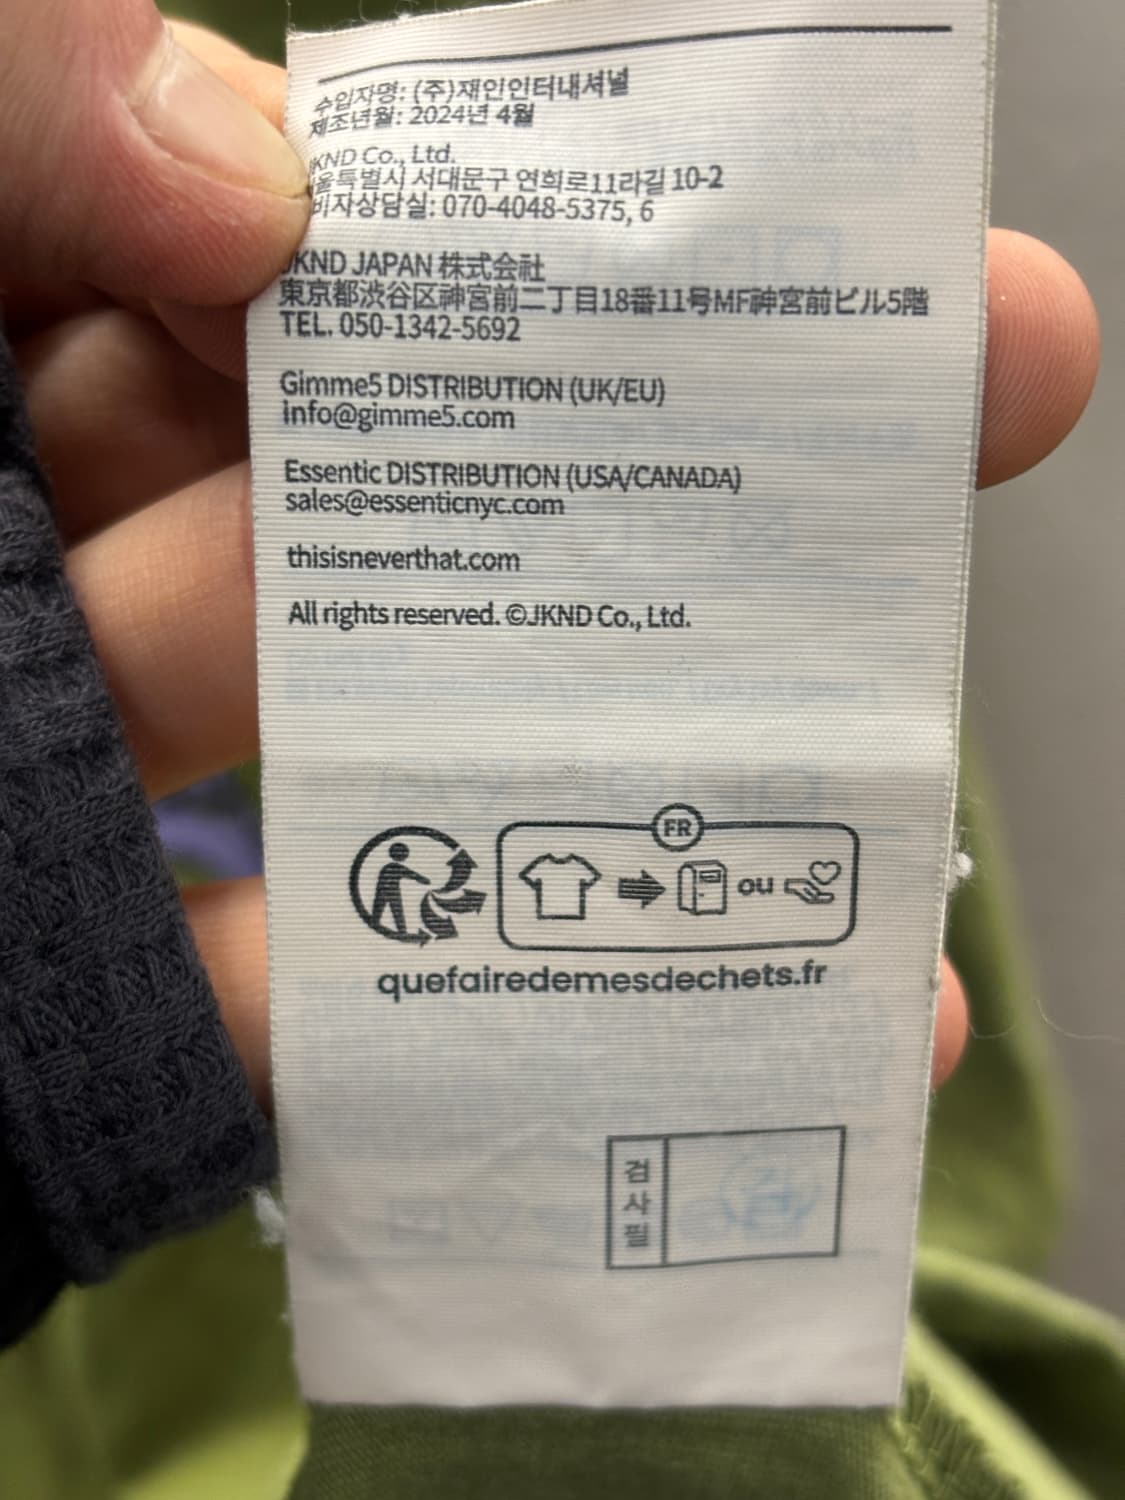 수입자명: (주)재인인터내셔널
제조년월: 2024년 4월
JKND Co., Ltd.
서울특별시 서대문구 연희로11라길 10-2
비자상담실: 070-4048-5375, 6
JKND JAPAN 株式会社
東京都渋谷区神宮前二丁目18番11号MF神宮前ビル5階
TEL. 050-1342-5692
Gimme5 DISTRIBUTION (UK/EU)
info@gimme5.com
Essentic DISTRIBUTION (USA/CANADA)
sales@essenticnyc.com
thisisneverthat.com
All rights reserved. ©JKND Co., Ltd.
FR
ou
quefairedemesdechets.fr
검사필